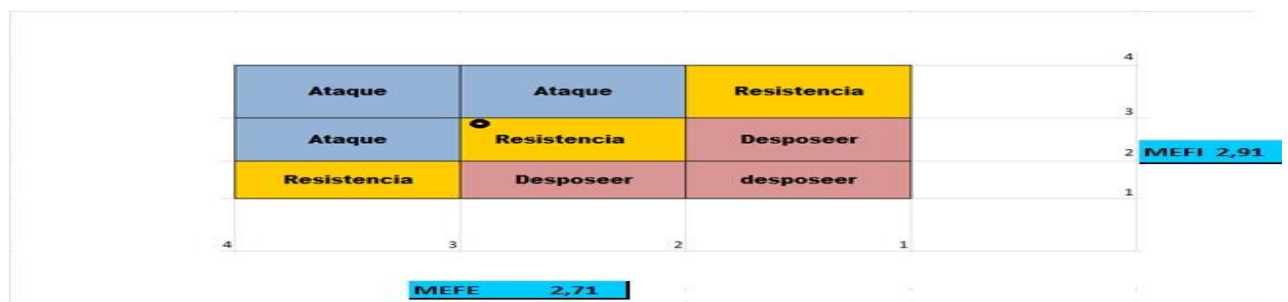 4
Ataque Ataque Resistencia
3
Ataque Resistencia Desposeer
2 MEFI 2,91
Resistencia Desposeer desposeer
1
4 3 2 1
MEFE 2,71